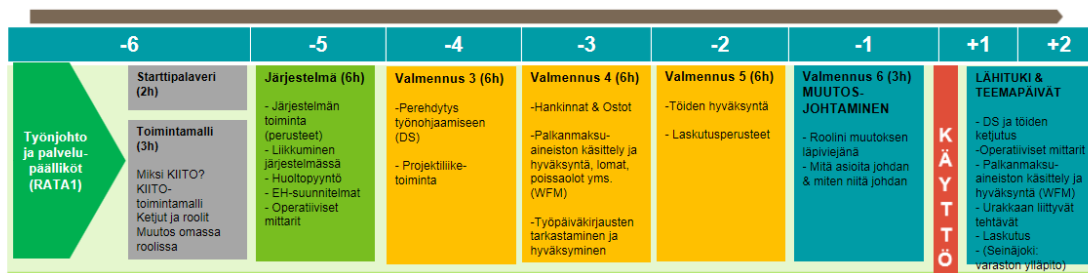 -6
-5
-4
-3
-2
-1
+1
+2
Työnjohto
ja palvelu-
päälliköt
(RATA1)
Starttipalaveri
(2h)
Toimintamalli
(3h)
Miksi KIITO?
KIITO-
toimintamalli
Ketjut ja roolit
Muutos omassa
roolissa
Järjestelmä (6h)
- Järjestelmän
toiminta
(perusteet)
- Liikkuminen
järjestelmässä
- Huoltopyyntö
- EH-suunnitelmat
- Operatiiviset
mittarit
Valmennus 3 (6h)
-Perehdytys
työnohjaamiseen
(DS)
- Projektiliike-
toiminta
Valmennus 4 (6h)
-Hankinnat & Ostot
-Palkanmaksu-
aineiston käsittely ja
hyväksyntä, lomat,
poissaolot yms.
(WFM)
-Työpäiväkirjausten
tarkastaminen ja
hyväksyminen
Valmennus 5 (6h)
-Töiden hyväksyntä
- Laskutusperusteet
Valmennus 6 (3h)
MUUTOS-
JOHTAMINEN
- Roolini muutoksen
läpiviejänä
- Mitä asioita johdan
& miten niitä johdan
K
Ä
Y
T
T
Ö
LÄHITUKI &
TEEMAPÄIVÄT
- DS ja töiden
ketjutus
-Operatiiviset mittarit
- Palkanmaksu-
aineiston käsittely ja
hyväksyntä (WFM)
- Urakkaan liittyvät
tehtävät
- Laskutus
- (Seinäjoki:
varaston ylläpito)